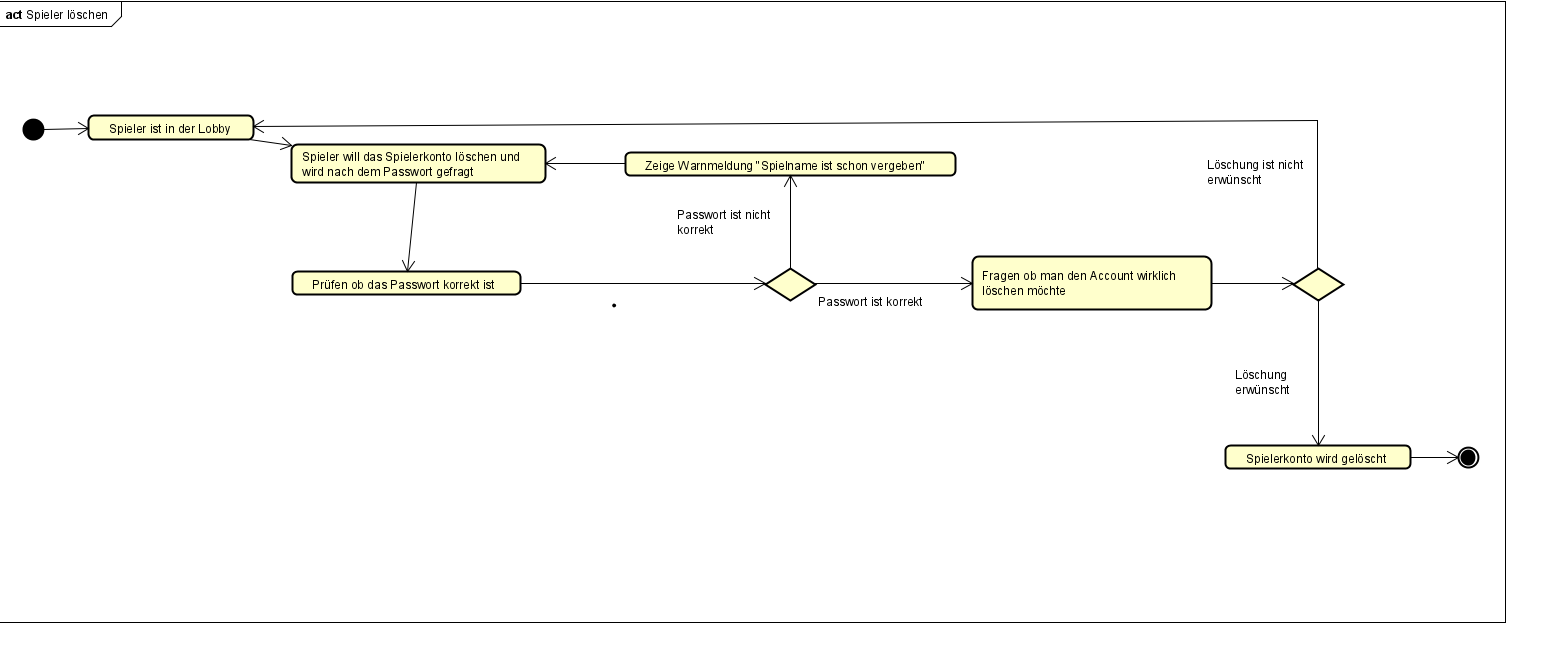 act Spieler löschen
Spieler ist in der Lobby
Spieler will das Spielerkonto löschen und
wird nach dem Passwort gefragt
Zeige Warnmeldung "Spielname ist schon vergeben"
Löschung ist nicht
erwünscht
Passwort ist nicht
korrekt
Prüfen ob das Passwort korrekt ist
Passwort ist korrekt
Fragen ob man den Account wirklich
löschen möchte
Löschung
erwünscht
Spielerkonto wird gelöscht